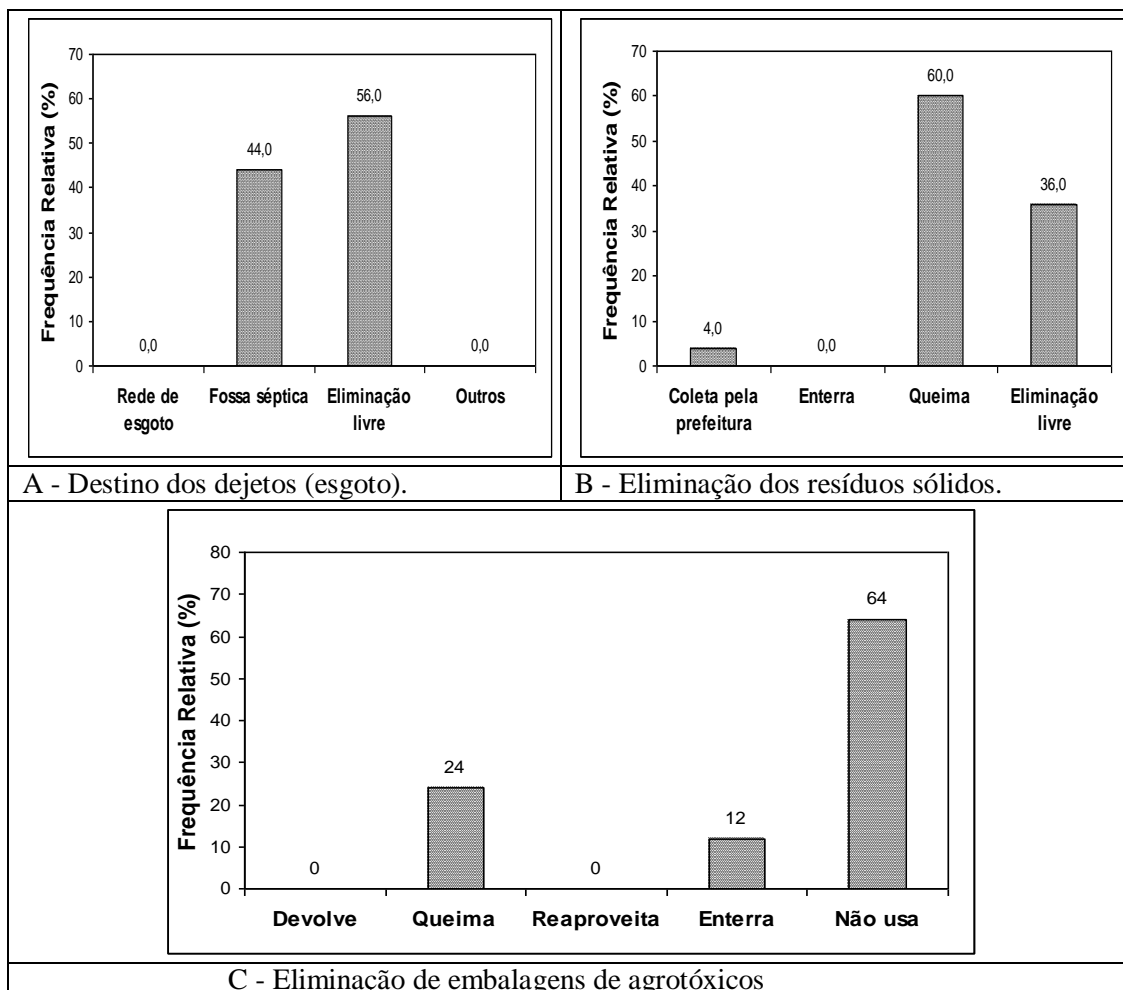 Frequência Relativa (%)
70
60
50
40
30
20
10
0
0,0
44,0
56,0
0,0
Rede de
esgoto
Fossa séptica
Eliminação
livre
Outros
Frequência Relativa (%)
70
60
50
40
30
20
10
0
4,0
0,0
60,0
36,0
Coleta pela
prefeitura
Enterra
Queima
Eliminação
livre
A - Destino dos dejetos (esgoto).
B - Eliminação dos resíduos sólidos.
Frequência Relativa (%)
80
70
60
50
40
30
20
10
0
0
24
0
12
64
Devolve
Queima
Reaproveita
Enterra
Não usa
C - Eliminação de embalagens de agrotóxicos